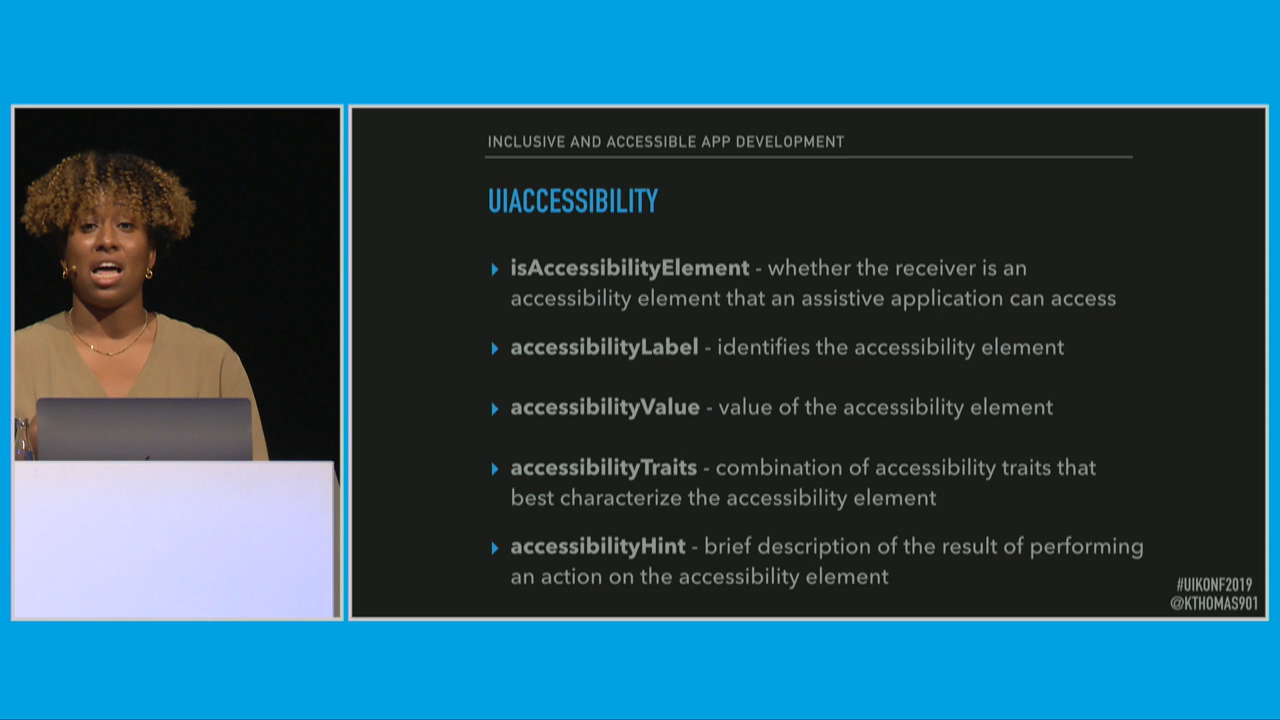 INCLUSIVE AND ACCESSIBLE APP DEVELOPMENT
UIACCESSIBILITY
isAccessibilityElement - whether the receiver is an
accessibility element that an assistive application can access
accessibilityLabel - identifies the accessibility element
accessibilityValue - value of the accessibility element
accessibilityTraits - combination of accessibility traits that
best characterize the accessibility element
accessibilityHint - brief description of the result of performing
an action on the accessibility element
#UIKONF2019
@KTHOMAS901